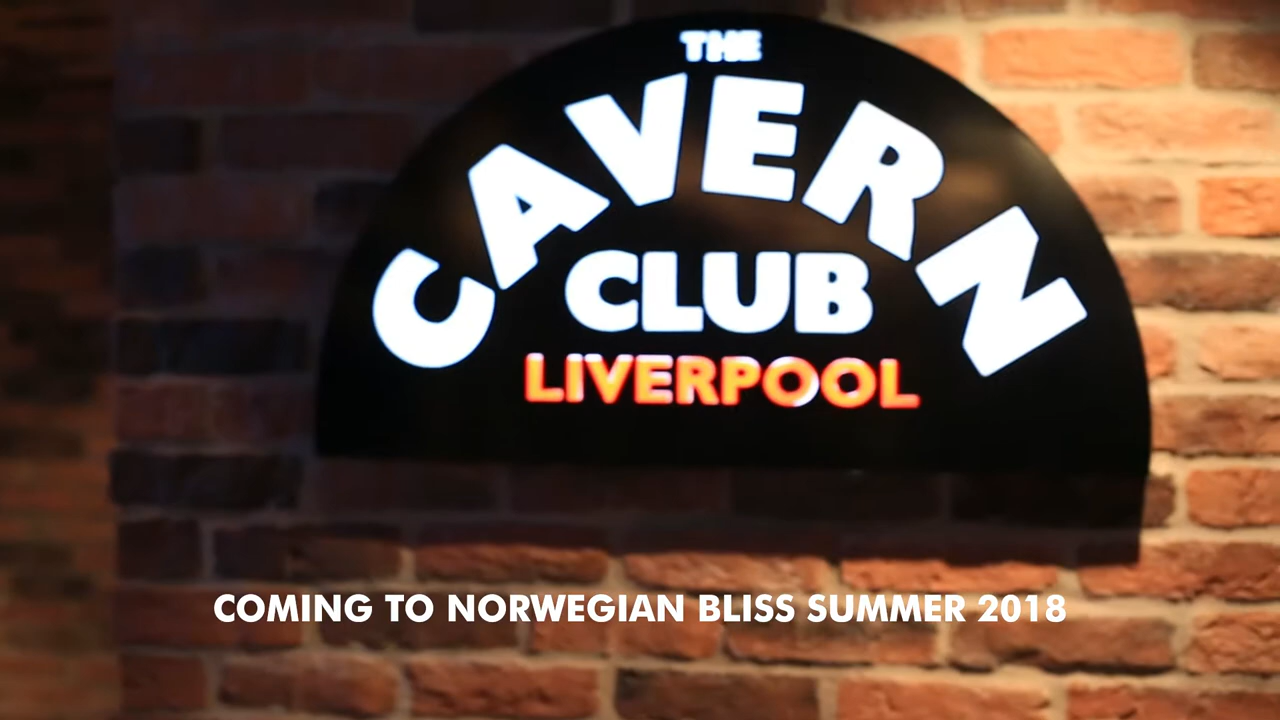 THE
CAVERN
CLUB
LIVERPOOL
COMING TO NORWEGIAN BLISS SUMMER 2018